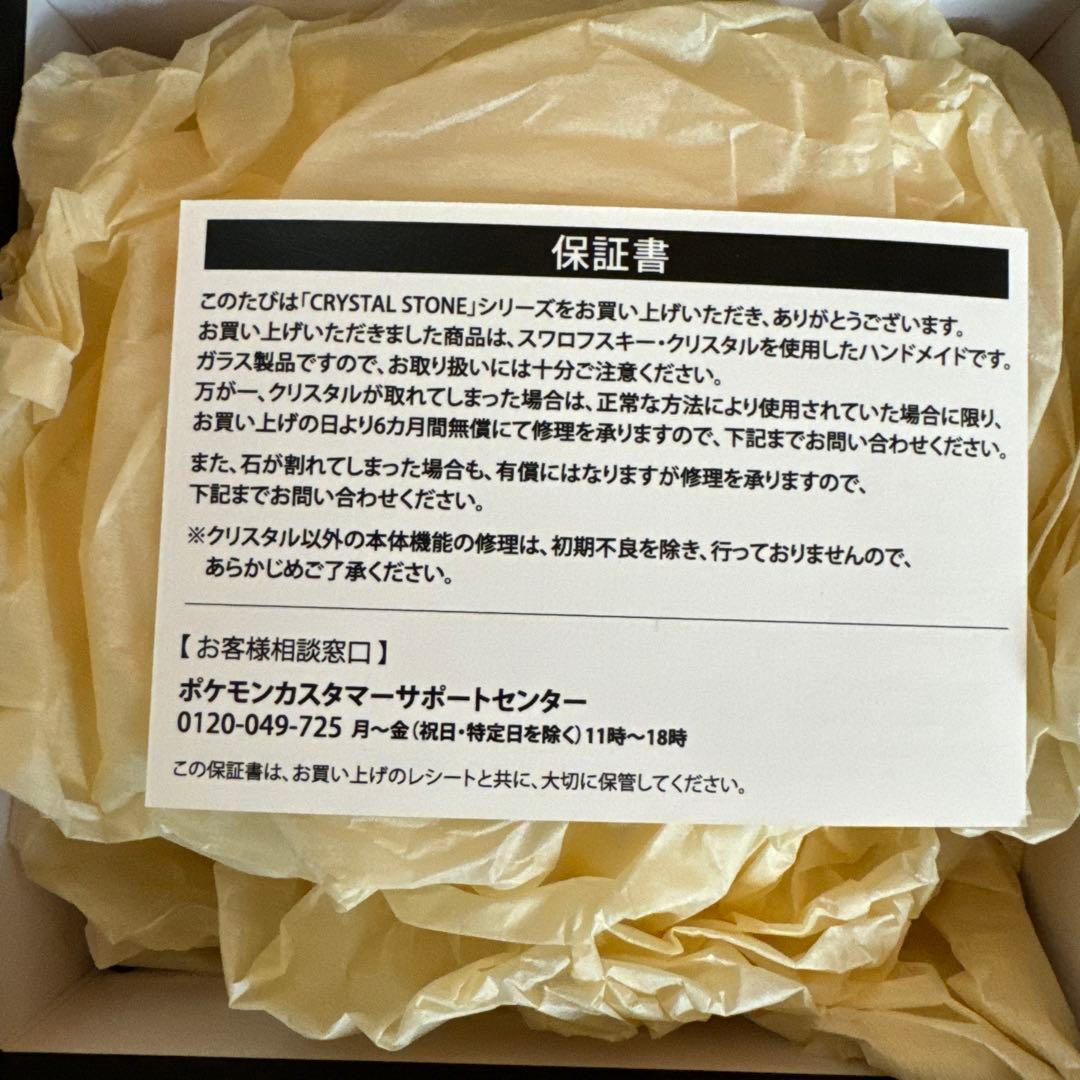 保証書
このたびは「CRYSTAL STONE」シリーズをお買い上げいただき、ありがとうございます。
お買い上げいただきました商品は、スワロフスキー・クリスタルを使用したハンドメイドです。
ガラス製品ですので、お取り扱いには十分ご注意ください。
万が一、クリスタルが取れてしまった場合は、正常な方法により使用されていた場合に限り、
お買い上げの日より6カ月間無償にて修理を承りますので、下記までお問い合わせください。
また、石が割れてしまった場合も、有償にはなりますが修理を承りますので、
下記までお問い合わせください。
※クリスタル以外の本体機能の修理は、初期不良を除き、行っておりませんので、
あらかじめご了承ください。
【お客様相談窓口】
ポケモンカスタマーサポートセンター
0120-049-725 月～金（祝日・特定日を除く）11時～18時
この保証書は、お買い上げのレシートと共に、大切に保管してください。